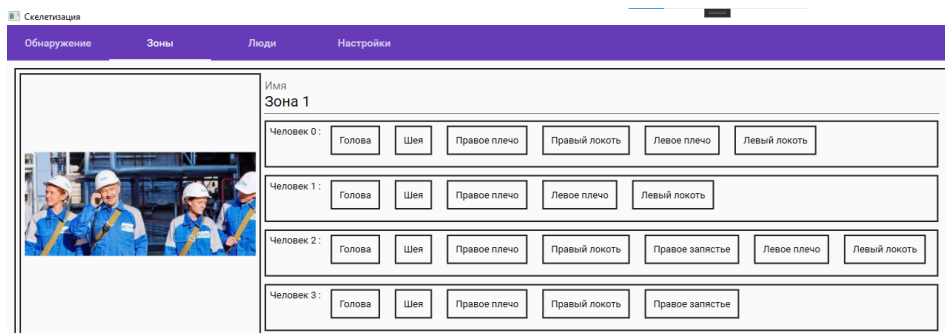 Скелетизация
Обнаружение Зоны Люди Настройки
Имя
Зона 1
Человек 0 : Голова Шея Правое плечо Правый локоть Левое плечо Левый локоть
Человек 1 : Голова Шея Правое плечо Левое плечо Левый локоть
Человек 2 : Голова Шея Правое плечо Правый локоть Правое запястье Левое плечо Левый локоть
Человек 3 : Голова Шея Правое плечо Правый локоть Правое запястье